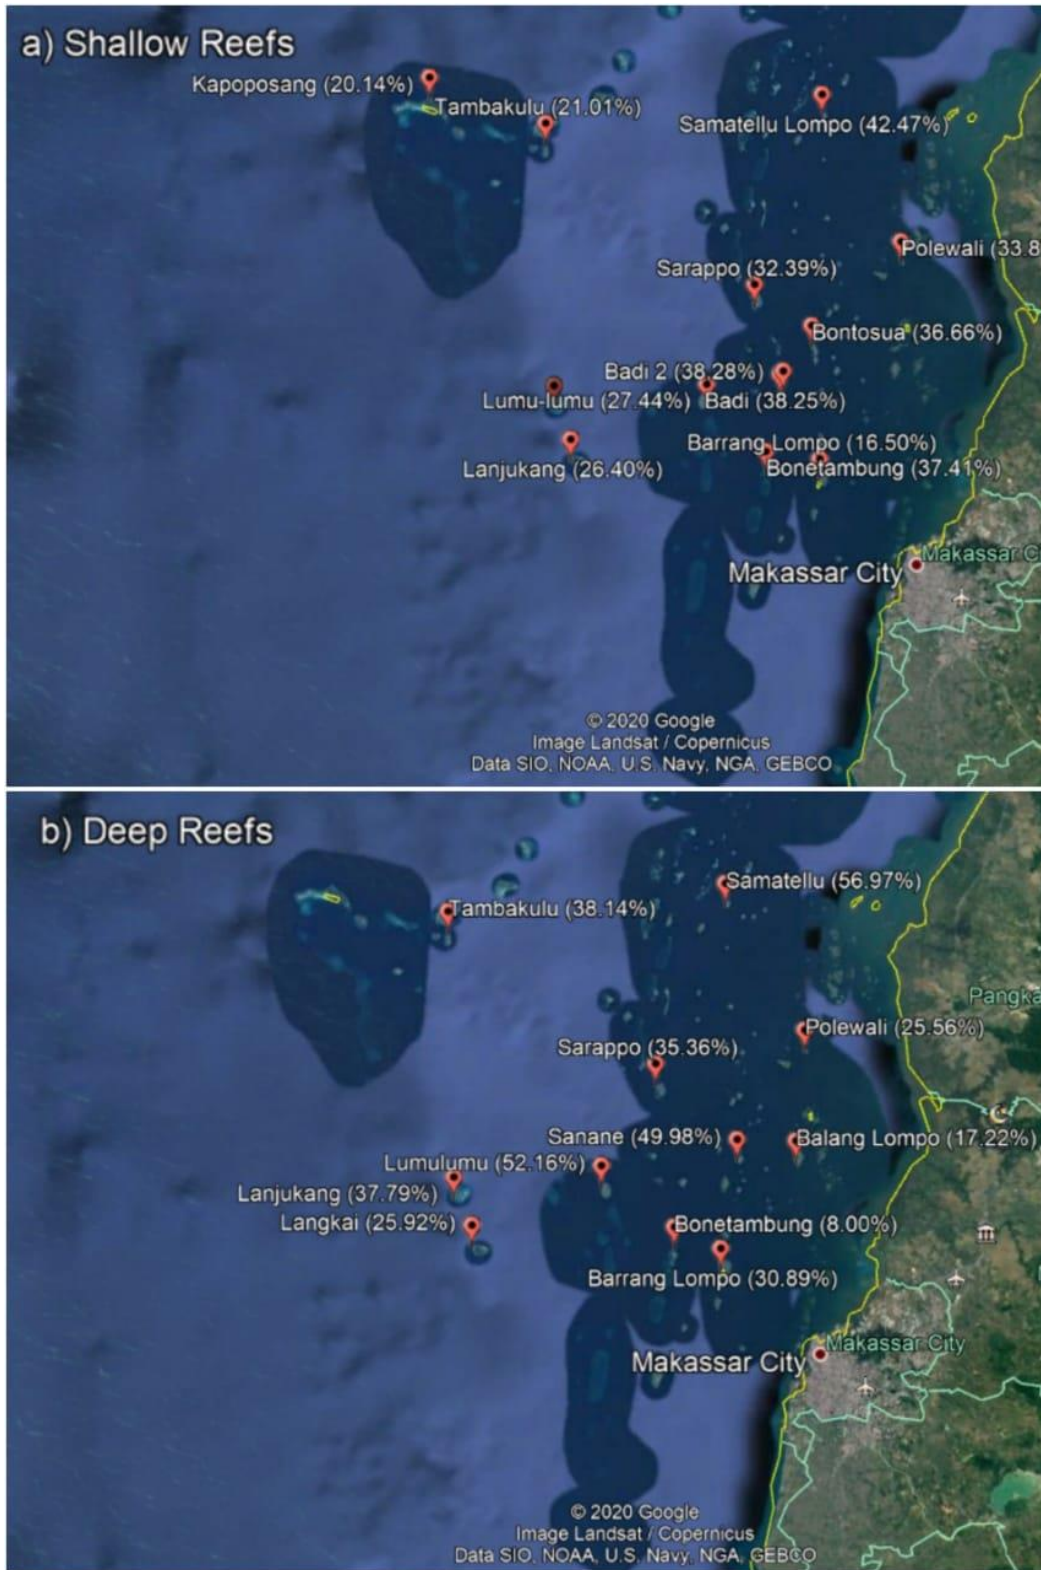 a) Shallow Reefs
Kapoposang (20.14%)
Tambakulu (21.01%)
Samatellu Lompo (42.47%)
Polewali (33.8
Sarappo (32.39%)
Bontosua (36.66%)
Badi 2 (38.28%)
Lumu-lumu (27.44%)
Badi (38.25%)
Barrang Lompo (16.50%)
Lanjukang (26.40%)
Bonetambung (37.41%)
Makassar City
Makassar Ci
© 2020 Google
Image Landsat / Copernicus
Data SIO, NOAA, U.S. Navy, NGA, GEBCO
b) Deep Reefs
Samatellu (56.97%)
Tambakulu (38.14%)
Pangka
Polewali (25.56%)
Sarappo (35.36%)
Sanane (49.98%)
Balang Lompo (17.22%)
Lumulumu (52.16%)
Lanjukang (37.79%)
Langkai (25.92%)
Bonetambung (8.00%)
Barrang Lompo (30.89%)
Makassar City
Makassar City
© 2020 Google
Image Landsat / Copernicus
Data SIO, NOAA, U.S. Navy, NGA, GEBCO